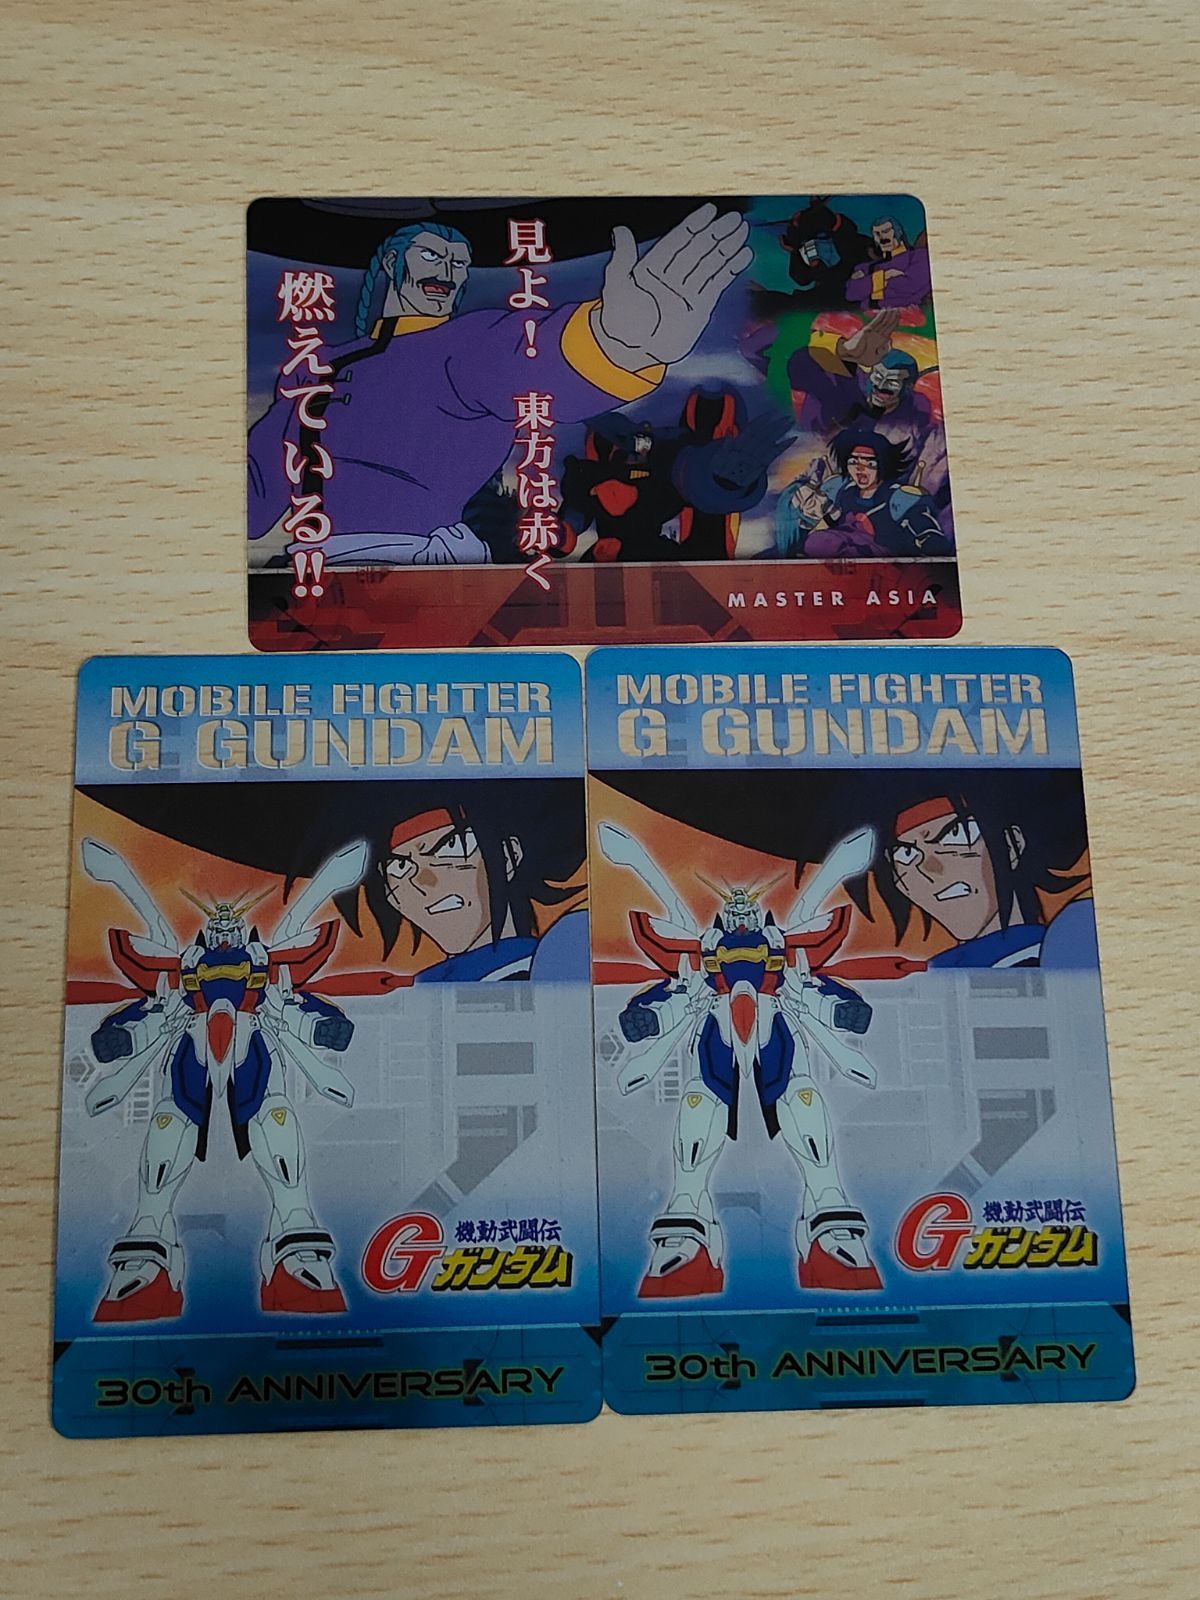 見よ! 東方は赤く
燃えている!!
MASTER ASIA
MOBILE FIGHTER
G GUNDAM
機動武闘伝
Gガンダム
30th ANNIVERSARY
MOBILE FIGHTER
G GUNDAM
機動武闘伝
Gガンダム
30th ANNIVERSARY